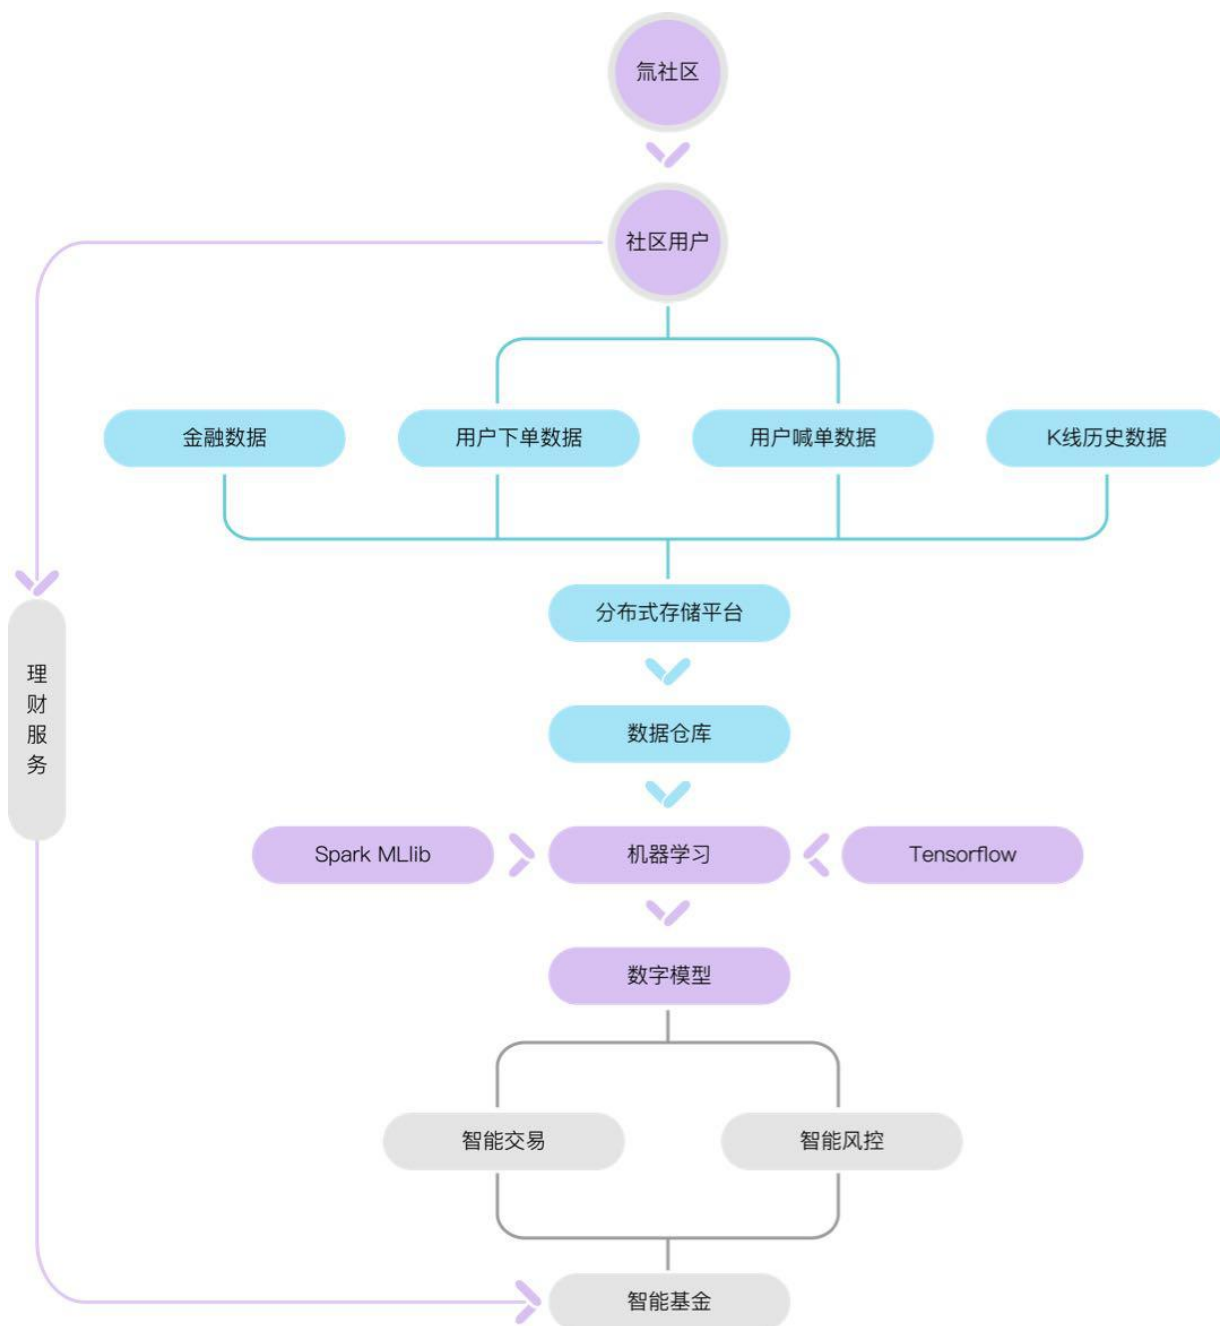 氚社区
社区用户
金融数据
用户下单数据
用户喊单数据
K线历史数据
分布式存储平台
理财服务
数据仓库
Spark MLlib
机器学习
Tensorflow
数字模型
智能交易
智能风控
智能基金